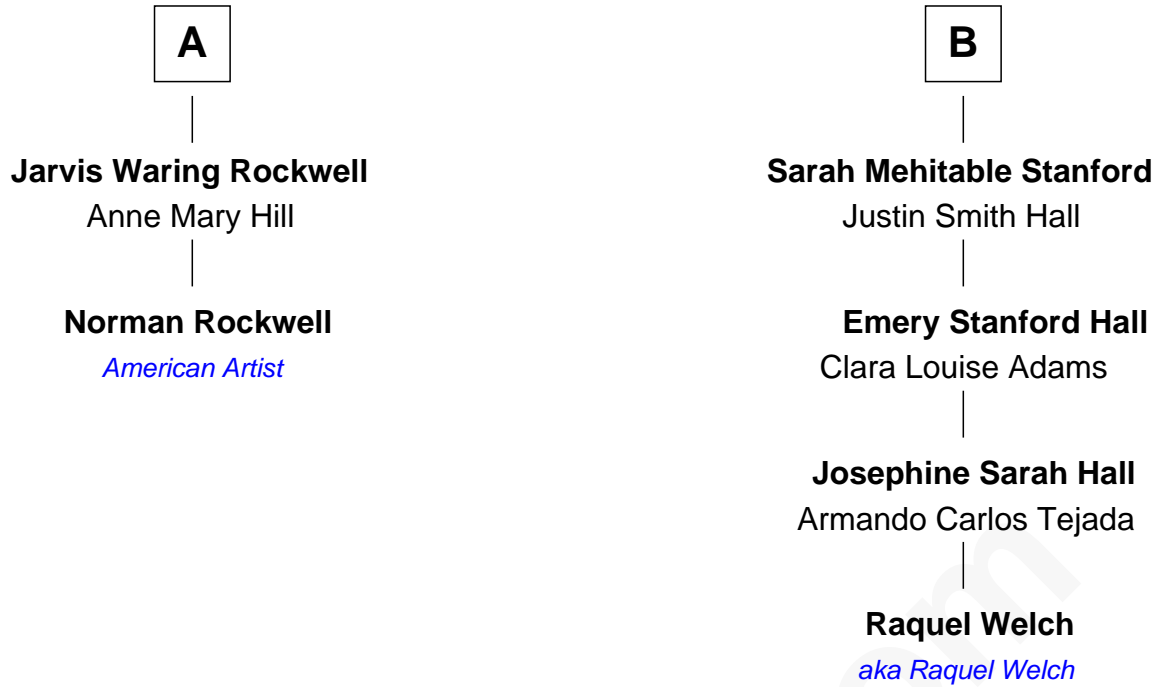 A
Jarvis Waring Rockwell
Anne Mary Hill
Norman Rockwell
American Artist
B
Sarah Mehitable Stanford
Justin Smith Hall
Emery Stanford Hall
Clara Louise Adams
Josephine Sarah Hall
Armando Carlos Tejada
Raquel Welch
aka Raquel Welch
om